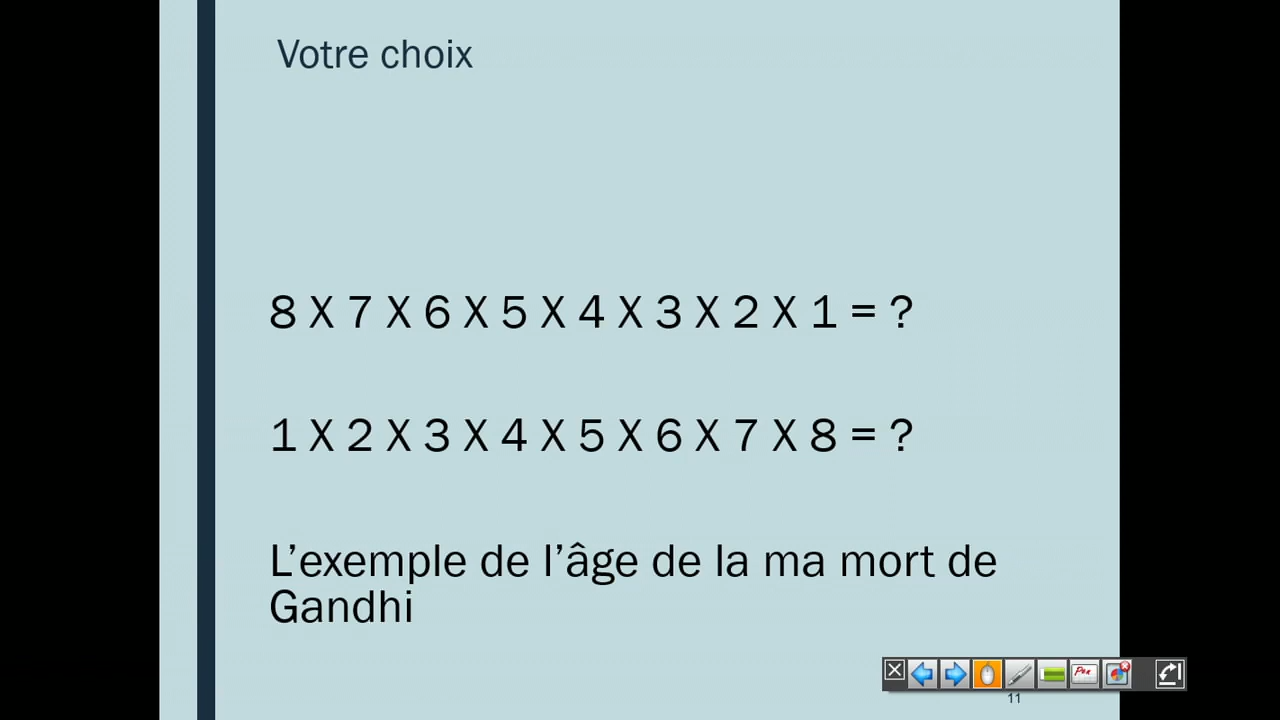 Votre choix
8 X 7 X 6 X 5 X 4 X 3 X 2 X 1 = ?
1 X 2 X 3 X 4 X 5 X 6 X 7 X 8 = ?
L’exemple de l’âge de la ma mort de
Gandhi
Pen
11